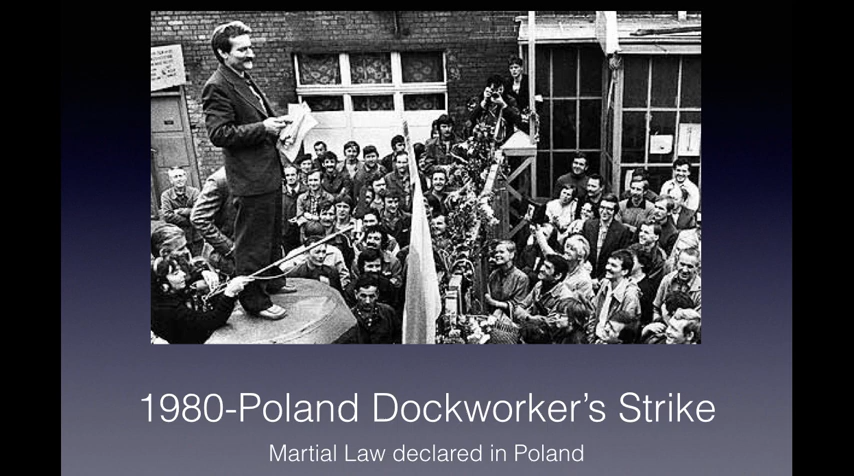 1980-Poland Dockworker’s Strike
Martial Law declared in Poland